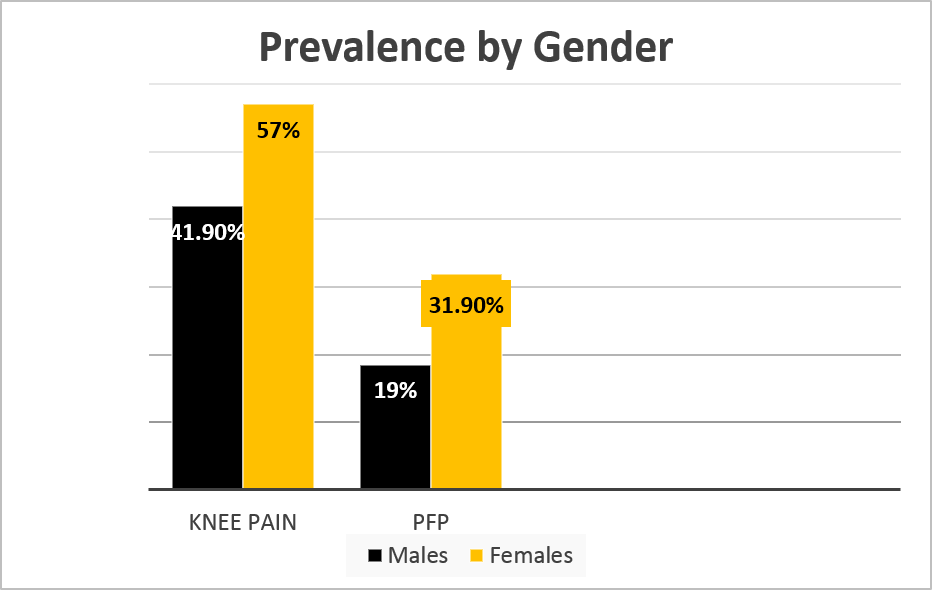 Prevalence by Gender
57%
41.90%
31.90%
19%
KNEE PAIN PFP
Males Females